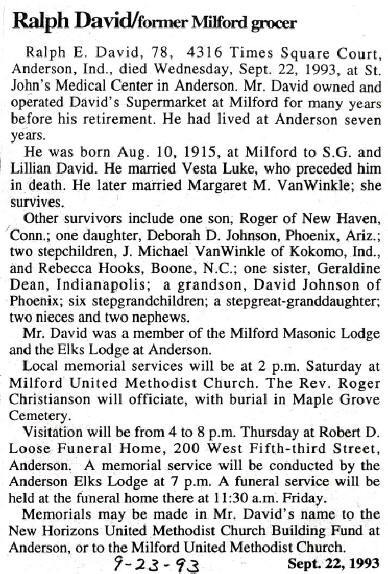 Ralph David/former Milford grocer
Ralph E. David, 78, 4316 Times Square Court,
Anderson, Ind., died Wednesday, Sept. 22, 1993, at St.
John's Medical Center in Anderson. Mr. David owned and
operated David's Supermarket at Milford for many years
before his retirement. He had lived at Anderson seven
years.
He was born Aug. 10, 1915, at Milford to S.G. and
Lillian David. He married Vesta Luke, who preceded him
in death. He later married Margaret M. VanWinkle; she
survives.
Other survivors include one son, Roger of New Haven,
Conn.; one daughter, Deborah D. Johnson, Phoenix, Ariz.;
two stepchildren, J. Michael VanWinkle of Kokomo, Ind.,
and Rebecca Hooks, Boone, N.C.; one sister, Geraldine
Dean, Indianapolis; a grandson, David Johnson of
Phoenix; six stepgrandchildren; a stepgreat-granddaughter;
two nieces and two nephews.
Mr. David was a member of the Milford Masonic Lodge
and the Elks Lodge at Anderson.
Local memorial services will be at 2 p.m. Saturday at
Milford United Methodist Church. The Rev. Roger
Christianson will officiate, with burial in Maple Grove
Cemetery.
Visitation will be from 4 to 8 p.m. Thursday at Robert D.
Loose Funeral Home, 200 West Fifth-third Street,
Anderson. A memorial service will be conducted by the
Anderson Elks Lodge at 7 p.m. A funeral service will be
held at the funeral home there at 11:30 a.m. Friday.
Memorials may be made in Mr. David's name to the
New Horizons United Methodist Church Building Fund at
Anderson, or to the Milford United Methodist Church.
9-23-93 Sept. 22, 1993